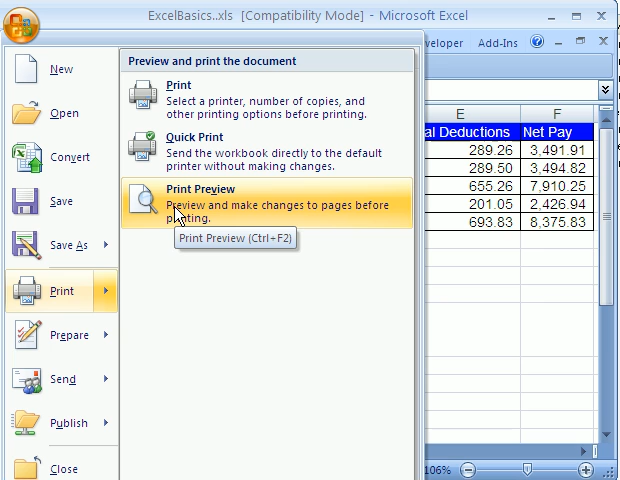 ExcelBasics..xls [Compatibility Mode] - Microsoft Excel
veloper Add-Ins
New
Open
Convert
Save
Save As
Print
Prepare
Send
Publish
Close
Preview and print the document
Print
Select a printer, number of copies, and
other printing options before printing.
Quick Print
Send the workbook directly to the default
printer without making changes.
Print Preview
Preview and make changes to pages before
printing.
Print Preview (Ctrl+F2)
E F
al Deductions Net Pay
289.26 3,491.91
289.50 3,494.82
655.26 7,910.25
201.05 2,426.94
693.83 8,375.83
106%